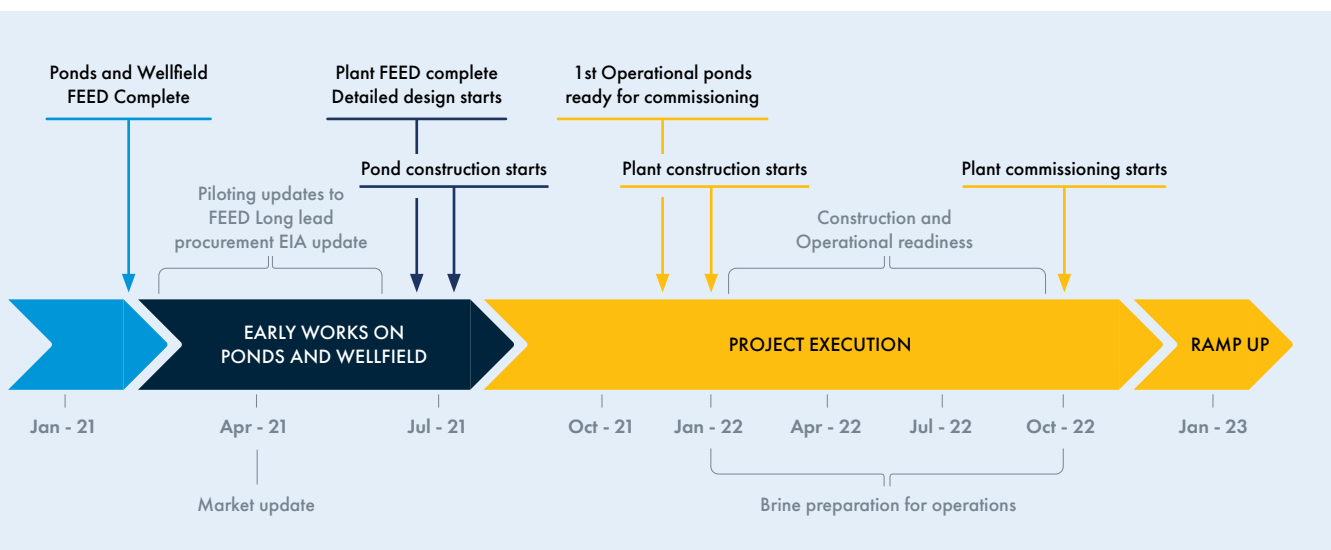 Ponds and Wellfield
FEED Complete
Plant FEED complete
Detailed design starts
1st Operational ponds
ready for commissioning
Pond construction starts
Plant construction starts
Plant commissioning starts
Piloting updates to
FEED Long lead
procurement EIA update
Construction and
Operational readiness
EARLY WORKS ON
PONDS AND WELLFIELD
PROJECT EXECUTION
RAMP UP
Jan - 21
Apr - 21
Jul - 21
Oct - 21
Jan - 22
Apr - 22
Jul - 22
Oct - 22
Jan - 23
Market update
Brine preparation for operations